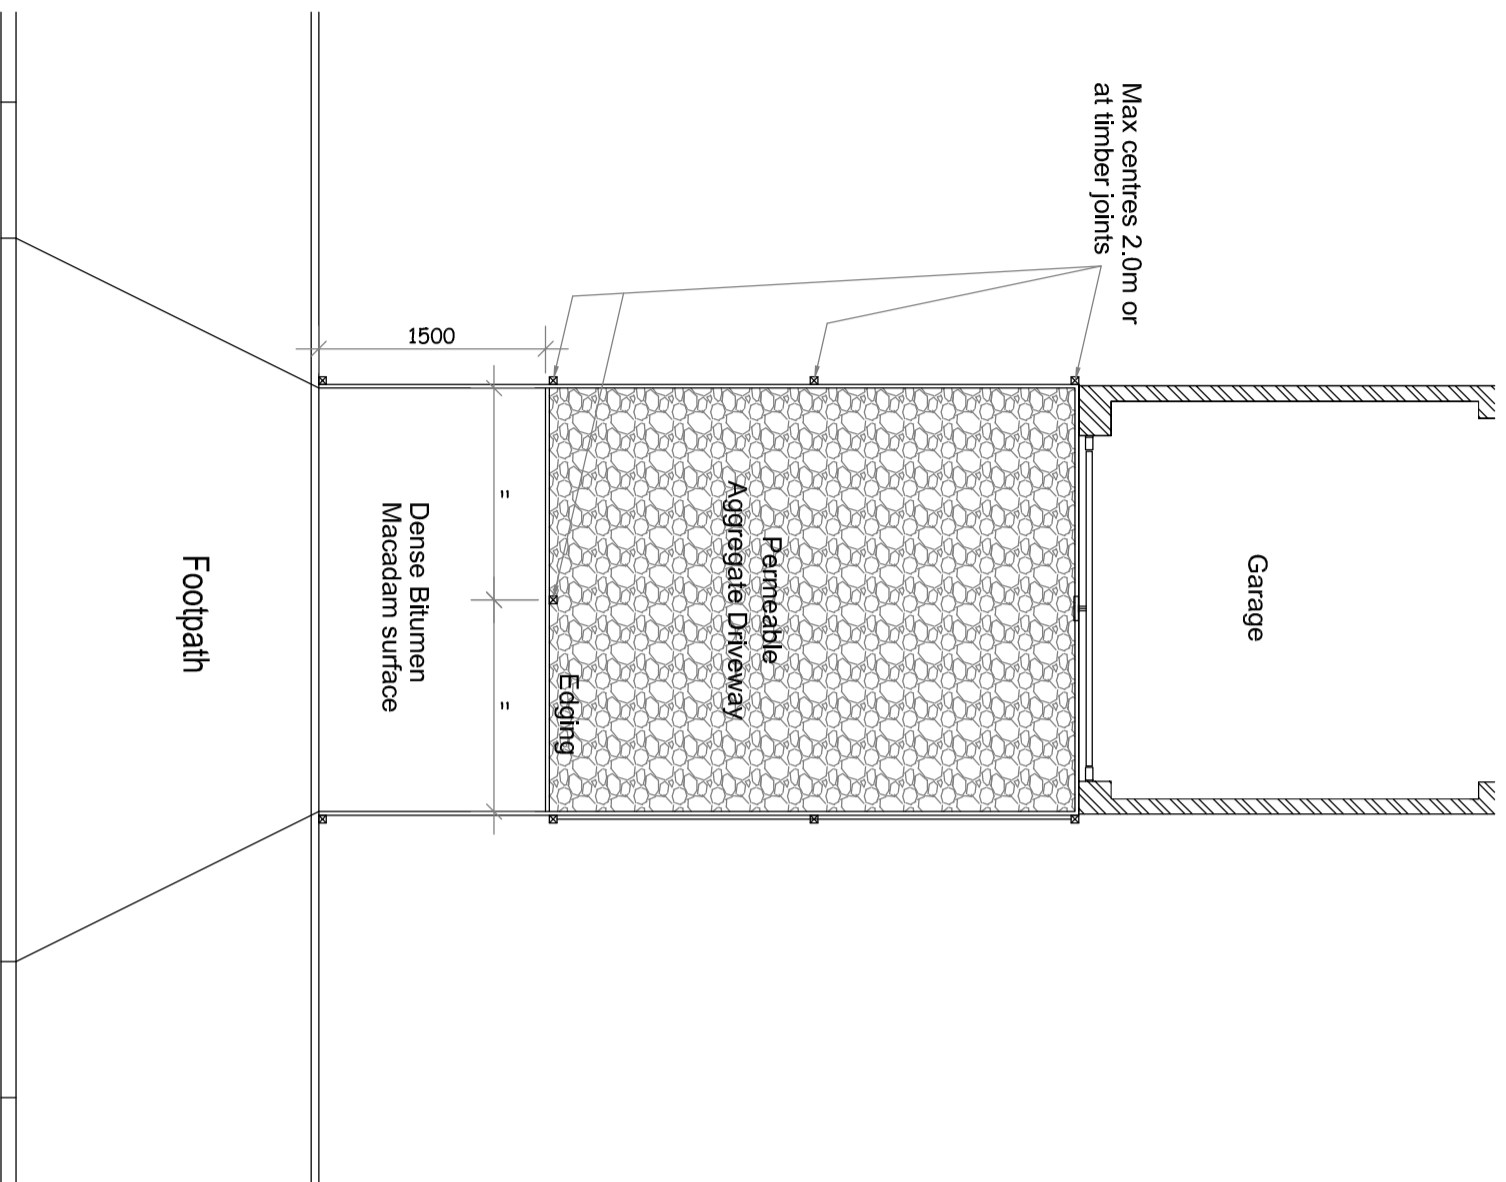 Max centres 2.0m or
at timber joints
Garage
Permeable
Aggregate Driveway
Edging
1500
=
=
Dense Bitumen
Macadam surface
Footpath